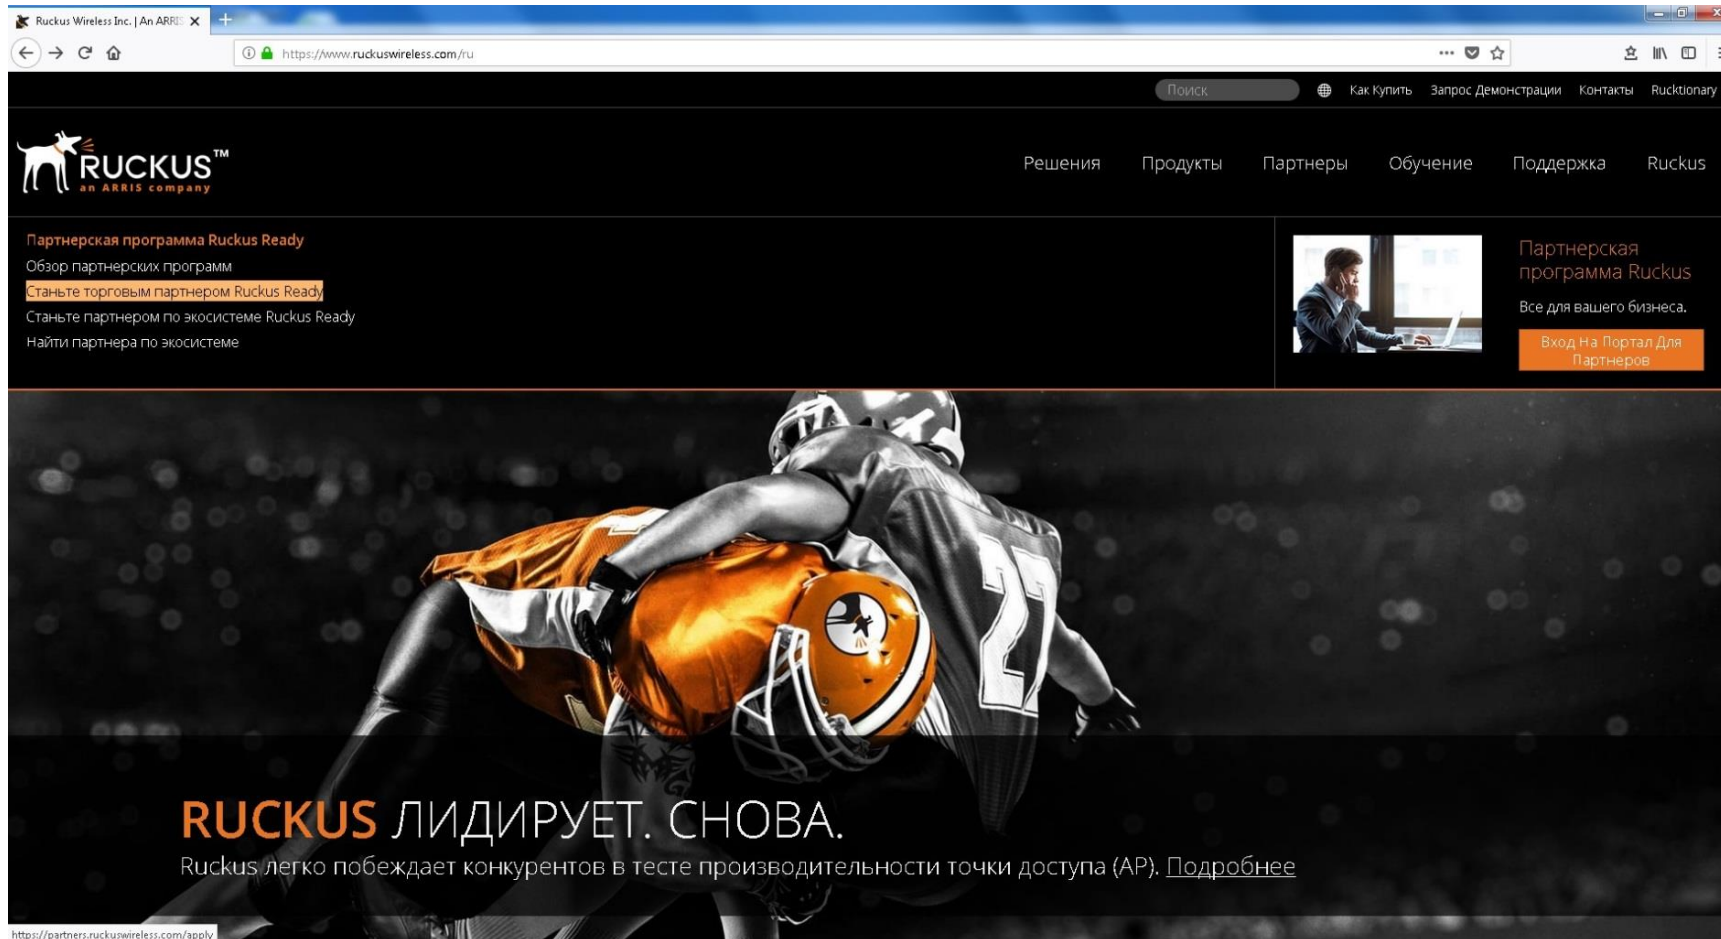 Ruckus Wireless Inc. | An ARRIS
https://www.ruckuswireless.com/ru
Поиск
Как Купить
Запрос Демонстрации
Контакты
Rucktionary
RUCKUS™
an ARRIS company
Решения
Продукты
Партнеры
Обучение
Поддержка
Ruckus
Партнерская программа Ruckus Ready
Обзор партнерских программ
Станьте торговым партнером Ruckus Ready
Станьте партнером по экосистеме Ruckus Ready
Найти партнера по экосистеме
Партнерская
программа Ruckus
Все для вашего бизнеса.
Вход На Портал Для
Партнеров
27
RUCKUS ЛИДИРУЕТ. СНОВА.
Ruckus легко побеждает конкурентов в тесте производительности точки доступа (AP). Подробнее
https://partners.ruckuswireless.com/apply